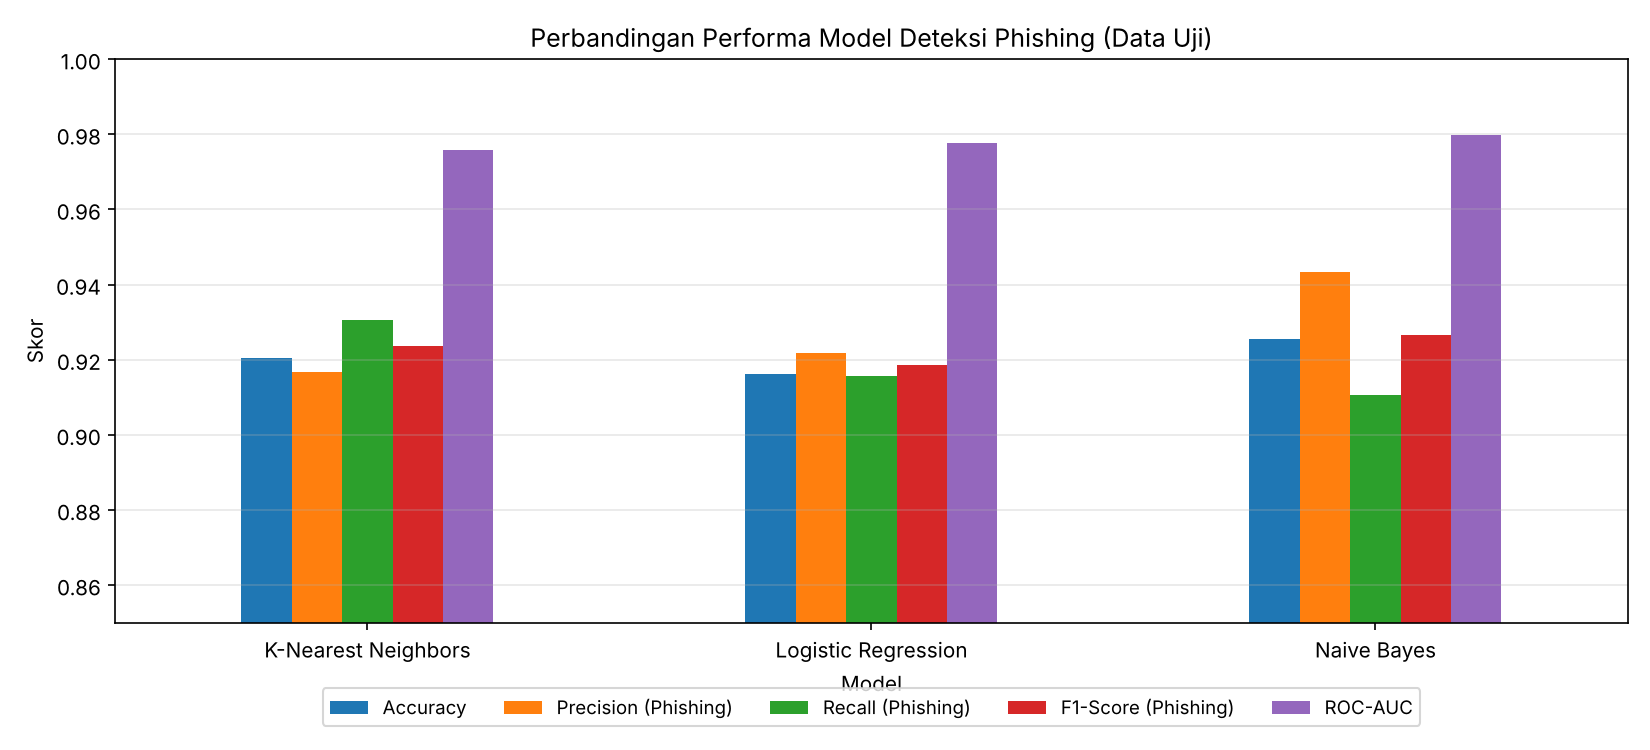 Perbandingan Performa Model Deteksi Phishing (Data Uji)
1.00
0.98
0.96
0.94
0.92
0.90
0.88
0.86
Skor
K-Nearest Neighbors Logistic Regression Naive Bayes
Model
Accuracy Precision (Phishing) Recall (Phishing) F1-Score (Phishing) ROC-AUC